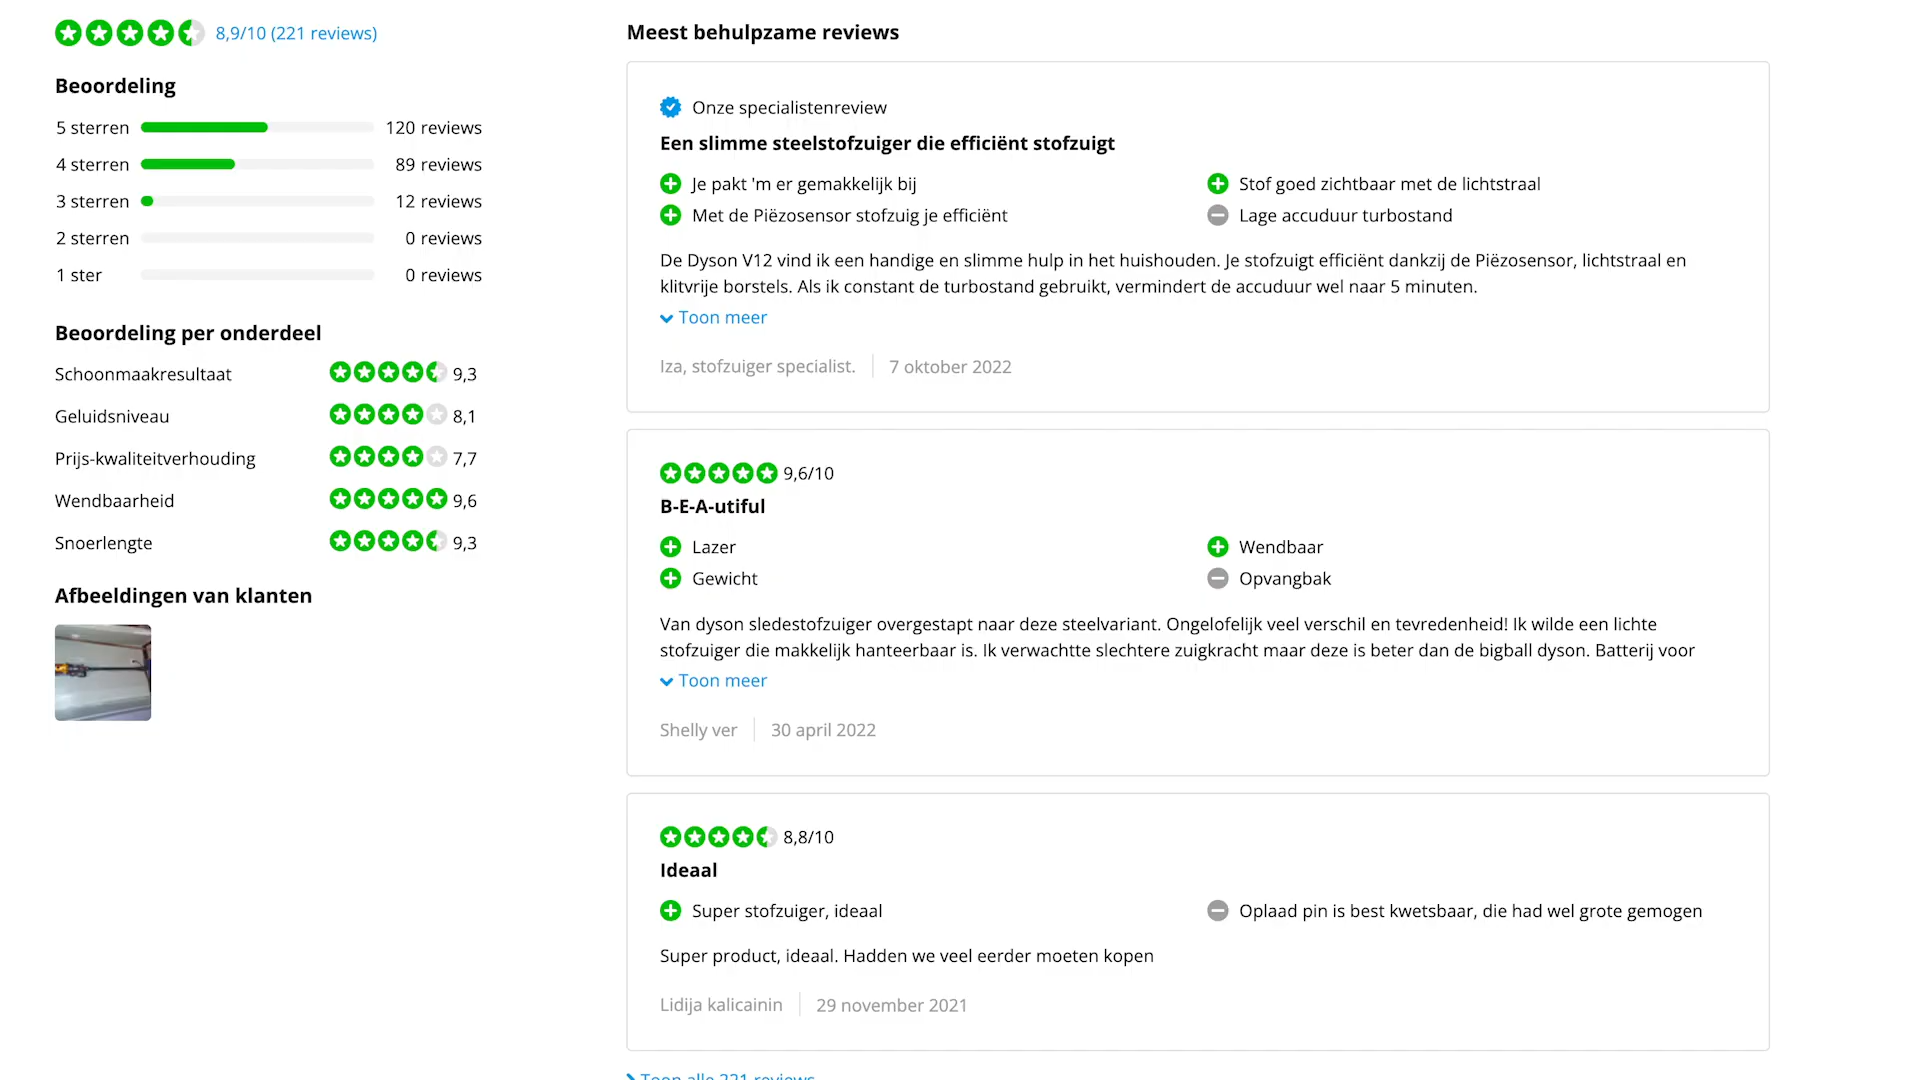 8,9/10 (221 reviews)
Beoordeling
5 sterren 120 reviews
4 sterren 89 reviews
3 sterren 12 reviews
2 sterren 0 reviews
1 ster 0 reviews
Beoordeling per onderdeel
Schoonmaakresultaat 9,3
Geluidsniveau 8,1
Prijs-kwaliteitverhouding 7,7
Wendbaarheid 9,6
Snoerlengte 9,3
Afbeeldingen van klanten
Meest behulpzame reviews
Onze specialistenreview
Een slimme steelstofzuiger die efficiënt stofzuigt
Je pakt 'm er gemakkelijk bij
Stof goed zichtbaar met de lichtstraal
Met de Piëzosensor stofzuig je efficiënt
Lage accuduur turbostand
De Dyson V12 vind ik een handige en slimme hulp in het huishouden. Je stofzuigt efficiënt dankzij de Piëzosensor, lichtstraal en
klitvrije borstels. Als ik constant de turbostand gebruikt, vermindert de accuduur wel naar 5 minuten.
Toon meer
Iza, stofzuiger specialist. 7 oktober 2022
9,6/10
B-E-A-utiful
Lazer
Wendbaar
Gewicht
Opvangbak
Van dyson sledestofzuiger overgestapt naar deze steelvariant. Ongelofelijk veel verschil en tevredenheid! Ik wilde een lichte
stofzuiger die makkelijk hanteerbaar is. Ik verwachtte slechtere zuigkracht maar deze is beter dan de bigball dyson. Batterij voor
Toon meer
Shelly ver 30 april 2022
8,8/10
Ideaal
Super stofzuiger, ideaal
Oplaad pin is best kwetsbaar, die had wel grote gemogen
Super product, ideaal. Hadden we veel eerder moeten kopen
Lidija kalicainin 29 november 2021
Toon alle 221 reviews